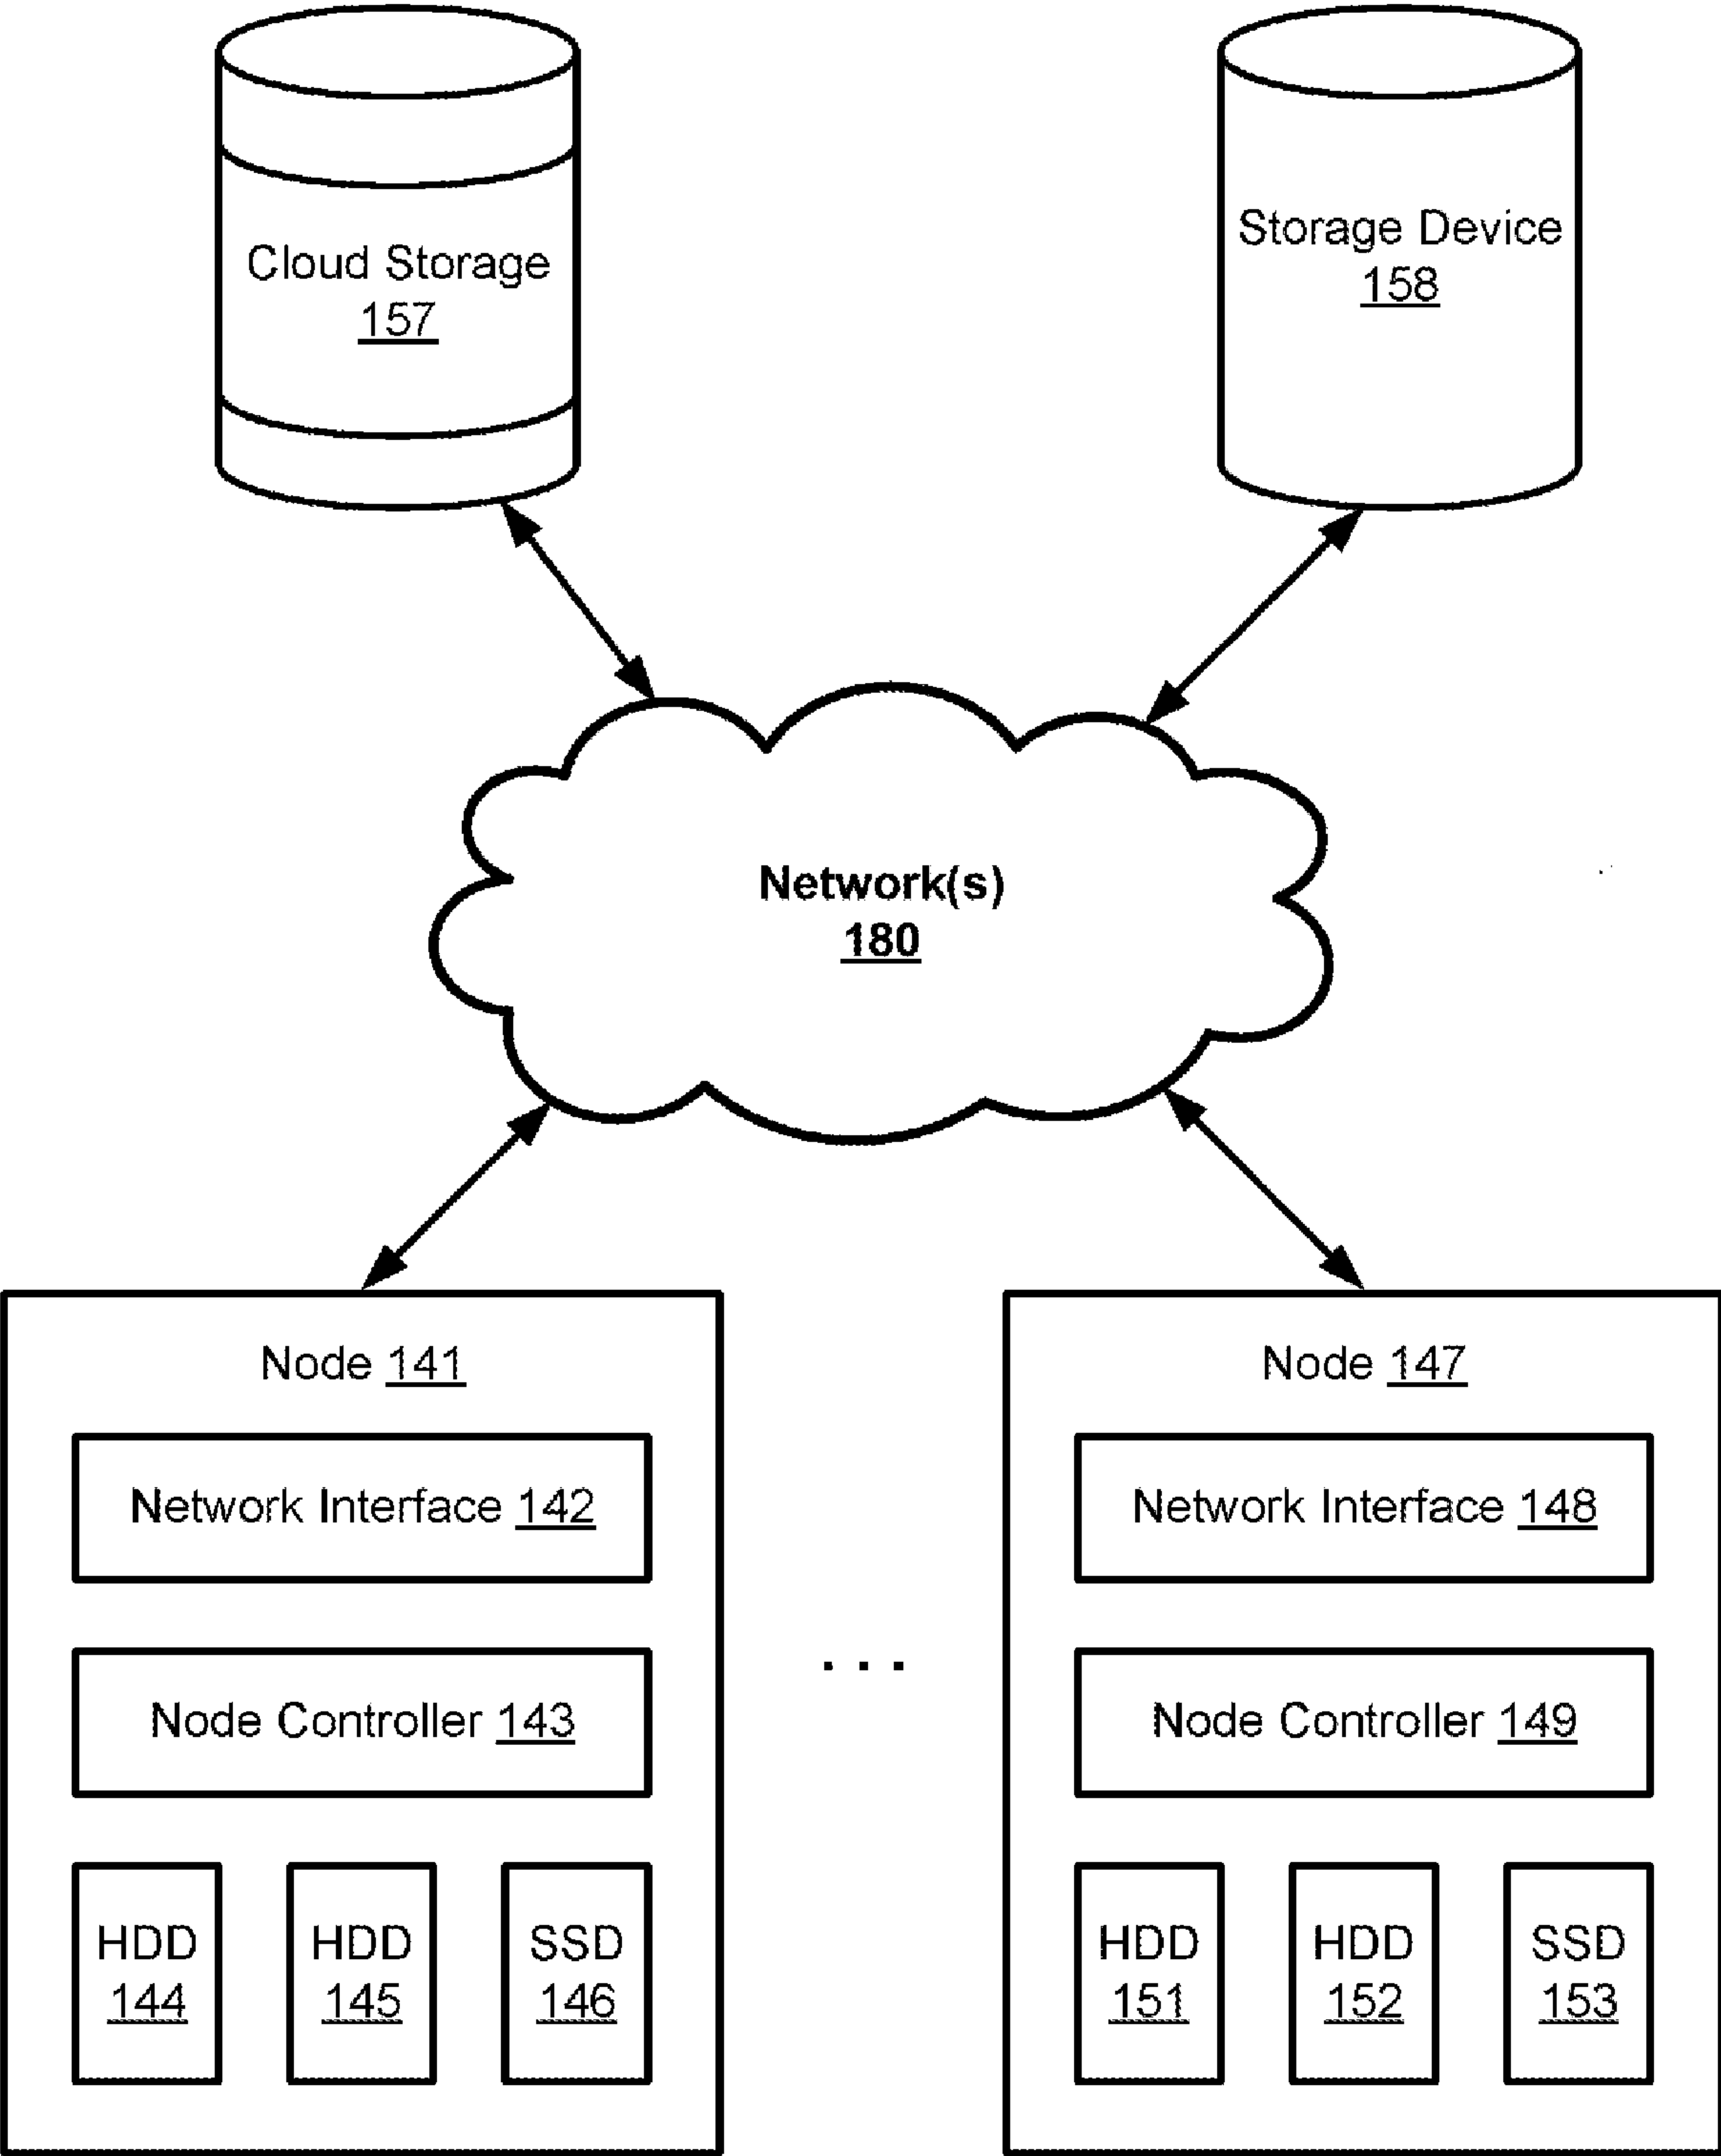 Cloud Storage
157
Storage Device
158
Network(s)
180
Node 141
Network Interface 142
Node Controller 143
HDD
144
HDD
145
SSD
146
. . .
Node 147
Network Interface 148
Node Controller 149
HDD
151
HDD
152
SSD
153